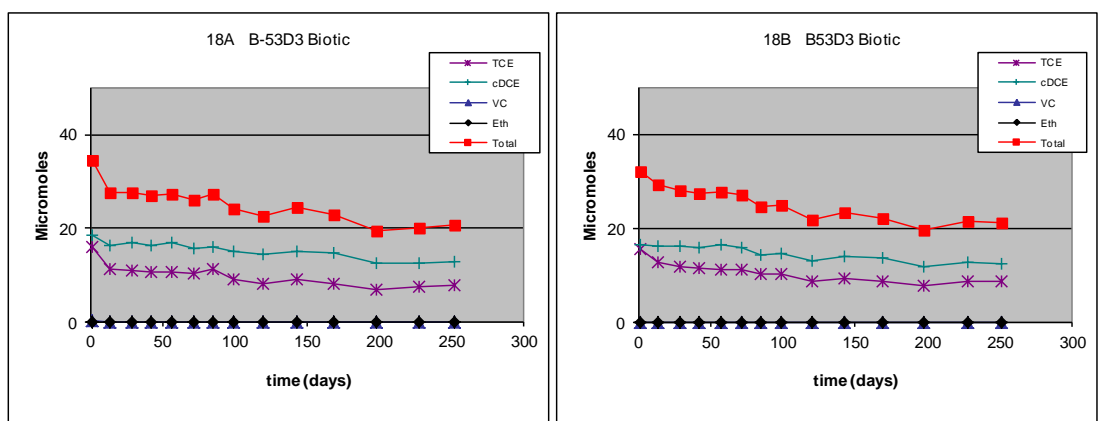 18A B-53D3 Biotic
TCE
cDCE
VC
Eth
Total
Micromoles
40
20
0
0 50 100 150 200 250 300
time (days)
18B B53D3 Biotic
TCE
cDCE
VC
Eth
Total
Micromoles
40
20
0
0 50 100 150 200 250 300
time (days)